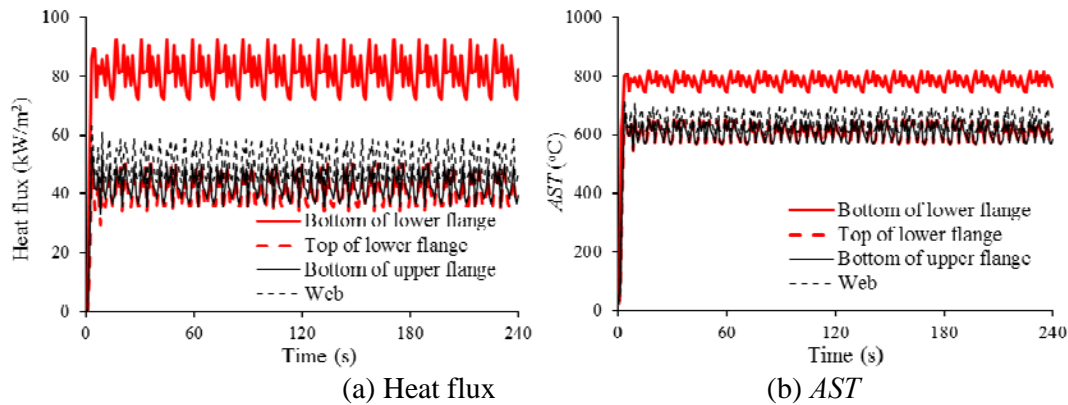 100
80
60
40
20
0
Heat flux (kW/m²)
Bottom of lower flange
Top of lower flange
Bottom of upper flange
Web
0 60 120 180 240
Time (s)
1000
800
600
400
200
0
AST (°C)
Bottom of lower flange
Top of lower flange
Bottom of upper flange
Web
0 60 120 180 240
Time (s)
(a) Heat flux (b) AST